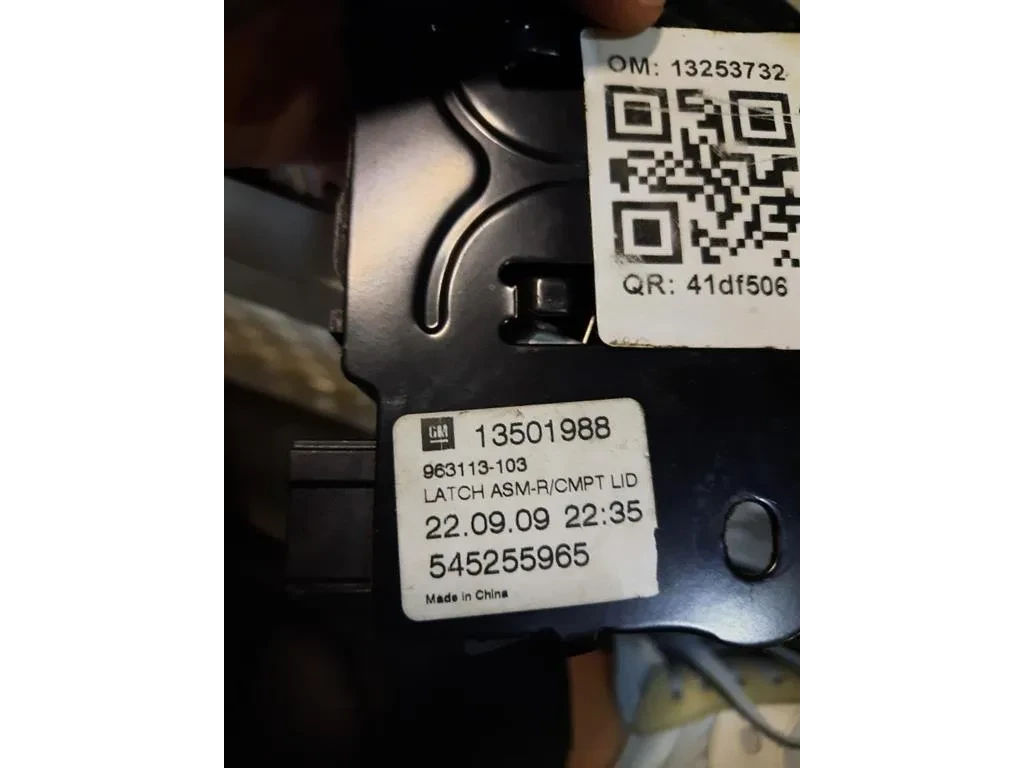 OM: 13253732
QR: 41df506
GM 13501988
963113-103
LATCH ASM-R/CMPT LID
22.09.09 22:35
545255965
Made in China